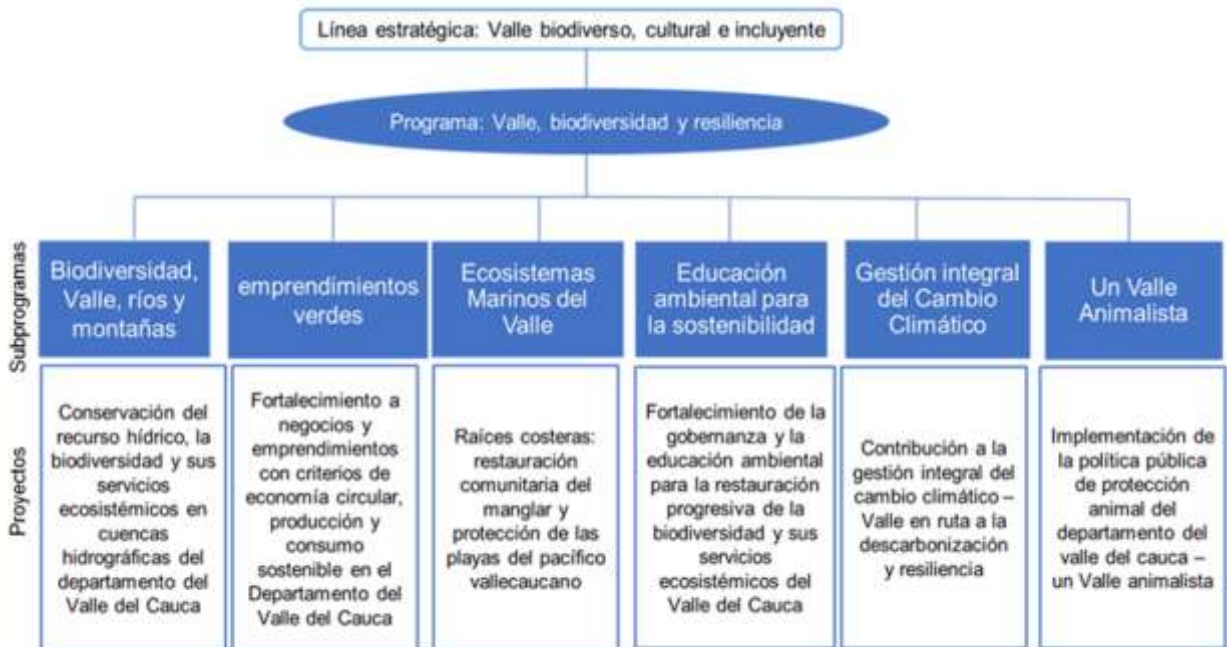 Línea estratégica: Valle biodiverso, cultural e incluyente
Programa: Valle, biodiversidad y resiliencia
Subprogramas
Biodiversidad,
Valle, ríos y
montañas
emprendimientos
verdes
Ecosistemas
Marinos del
Valle
Educación
ambiental para
la sostenibilidad
Gestión integral
del Cambio
Climático
Un Valle
Animalista
Proyectos
Conservación del
recurso hídrico, la
biodiversidad y sus
servicios
ecosistémicos en
cuencas
hidrográficas del
departamento del
Valle del Cauca
Fortalecimiento a
negocios y
emprendimientos
con criterios de
economía circular,
producción y
consumo
sostenible en el
Departamento del
Valle del Cauca
Raíces costeras:
restauración
comunitaria del
manglar y
protección de las
playas del pacífico
vallecaucano
Fortalecimiento de la
gobernanza y la
educación ambiental
para la restauración
progresiva de la
biodiversidad y sus
servicios
ecosistémicos del
Valle del Cauca
Contribución a la
gestión integral del
cambio climático –
Valle en ruta a la
descarbonización
y resiliencia
Implementación de
la política pública
de protección
animal del
departamento del
valle del cauca –
un Valle animalista